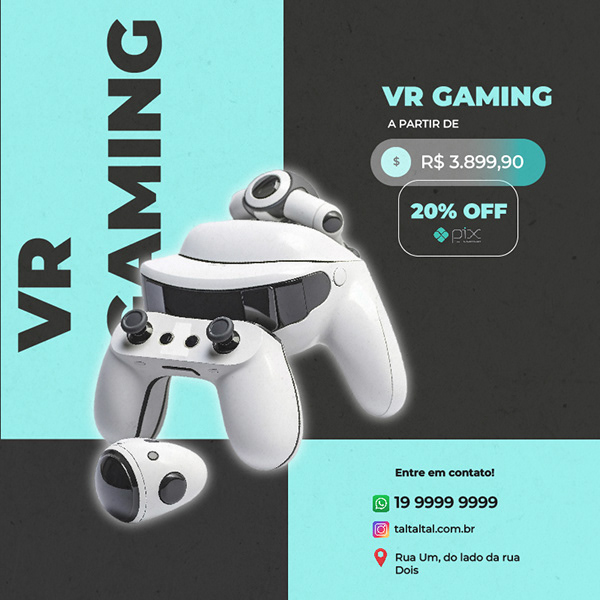 VR
GAMING
VR GAMING
A PARTIR DE
$ R$ 3.899,90
20% OFF
pix
Entre em contato!
19 9999 9999
taltaltal.com.br
Rua Um, do lado da rua
Dois